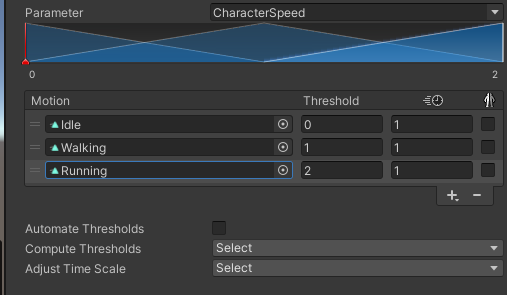 Parameter CharacterSpeed
0 2
Motion Threshold
Idle 0 1
Walking 1 1
Running 2 1
+ −
Automate Thresholds
Compute Thresholds Select
Adjust Time Scale Select